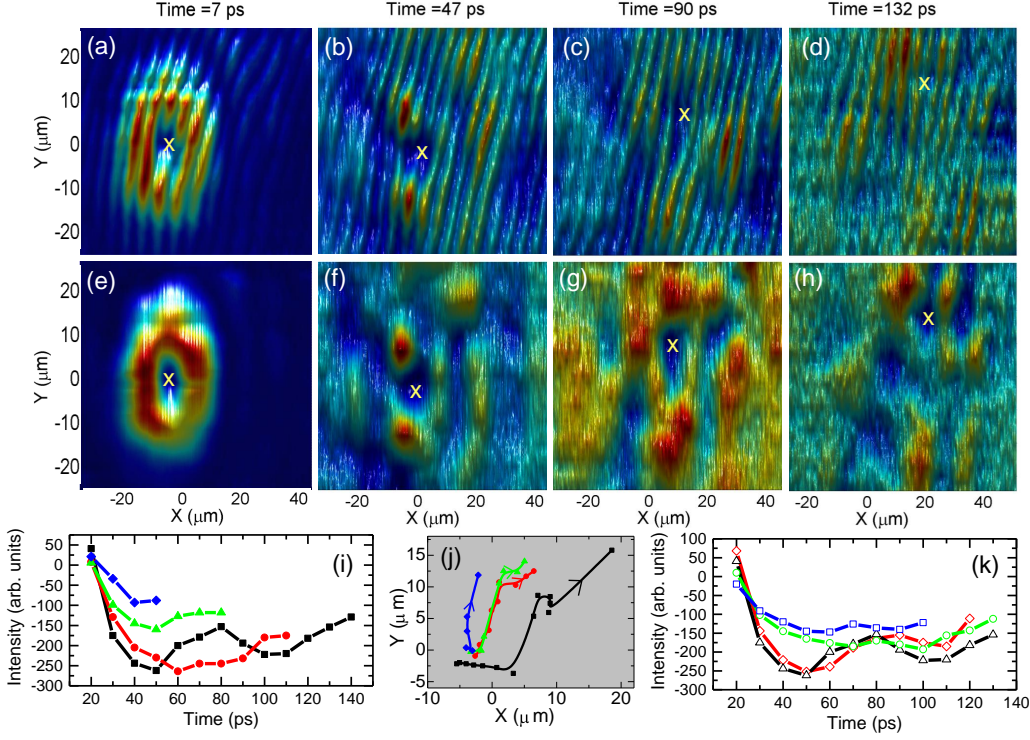 Time =7 μm Time =47 ps Time =90 ps Time =132 ps
(a) (b) (c) (d)
20
10
0
-10
-20
Y (μm)
x x x x
(e) (f) (g) (h)
20
10
0
-10
-20
Y (μm)
x x x x
-20 0 20 40 -20 0 20 40 -20 0 20 40 -20 0 20 40
X (μm) X (μm) X (μm) X (μm)
(i)
50
0
-50
-100
-150
-200
-250
-300
Intensity (arb. units)
20 40 60 80 100 120 140
Time (ps)
(j)
15
10
5
0
-5
Y (μ m)
-10 0 10 20
X (μ m)
(k)
100
50
0
-50
-100
-150
-200
-250
-300
Intensity (arb. units)
20 40 60 80 100 120 140
Time (ps)